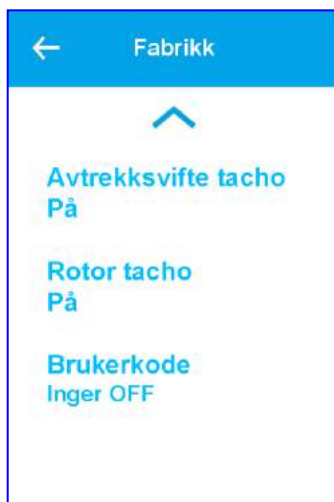 Fabrikk
Avtrekksvifte tacho
På
Rotor tacho
På
Brukerkode
Inger OFF